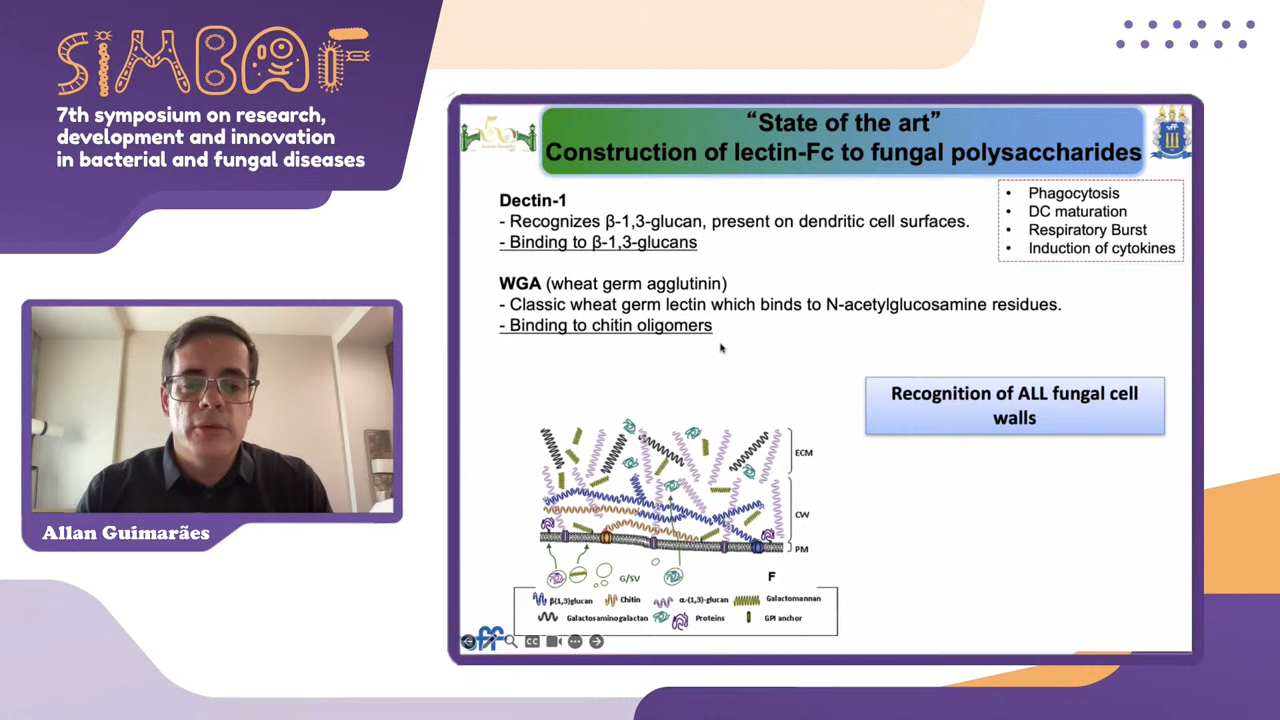 SIMBAF
7th symposium on research,
development and innovation
in bacterial and fungal diseases
Allan Guimarães
“State of the art”
Construction of lectin-Fc to fungal polysaccharides
Dectin-1
- Recognizes β-1,3-glucan, present on dendritic cell surfaces.
- Binding to β-1,3-glucans
• Phagocytosis
• DC maturation
• Respiratory Burst
• Induction of cytokines
WGA (wheat germ agglutinin)
- Classic wheat germ lectin which binds to N-acetylglucosamine residues.
- Binding to chitin oligomers
Recognition of ALL fungal cell
walls
ECM
CW
PM
G/SV
F
β(1,3)glucan
Chitin
α-(1,3)-glucan
Galactomannan
Galactosaminogalactan
Proteins
GPI anchor
uff
CC